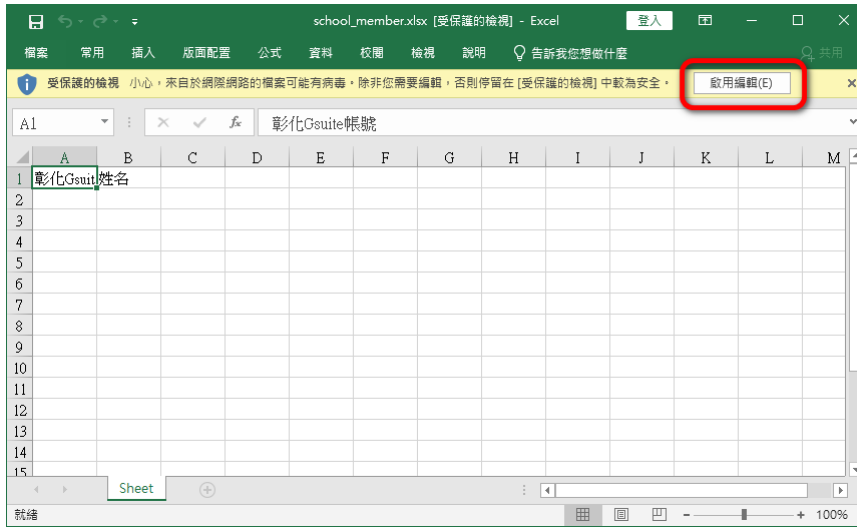 school_member.xlsx [受保護的檢視] - Excel 登入
檔案 常用 插入 版面配置 公式 資料 校閱 檢視 說明 告訴我您想做什麼 共用
受保護的檢視 小心，來自於網際網路的檔案可能有病毒。除非您需要編輯，否則停留在 [受保護的檢視] 中較為安全。 啟用編輯(E)
A1 fx 彰化Gsuite帳號
A B C D E F G H I J K L M
1 彰化Gsuit 姓名
2
3
4
5
6
7
8
9
10
11
12
13
14
15
Sheet
就緒 100%